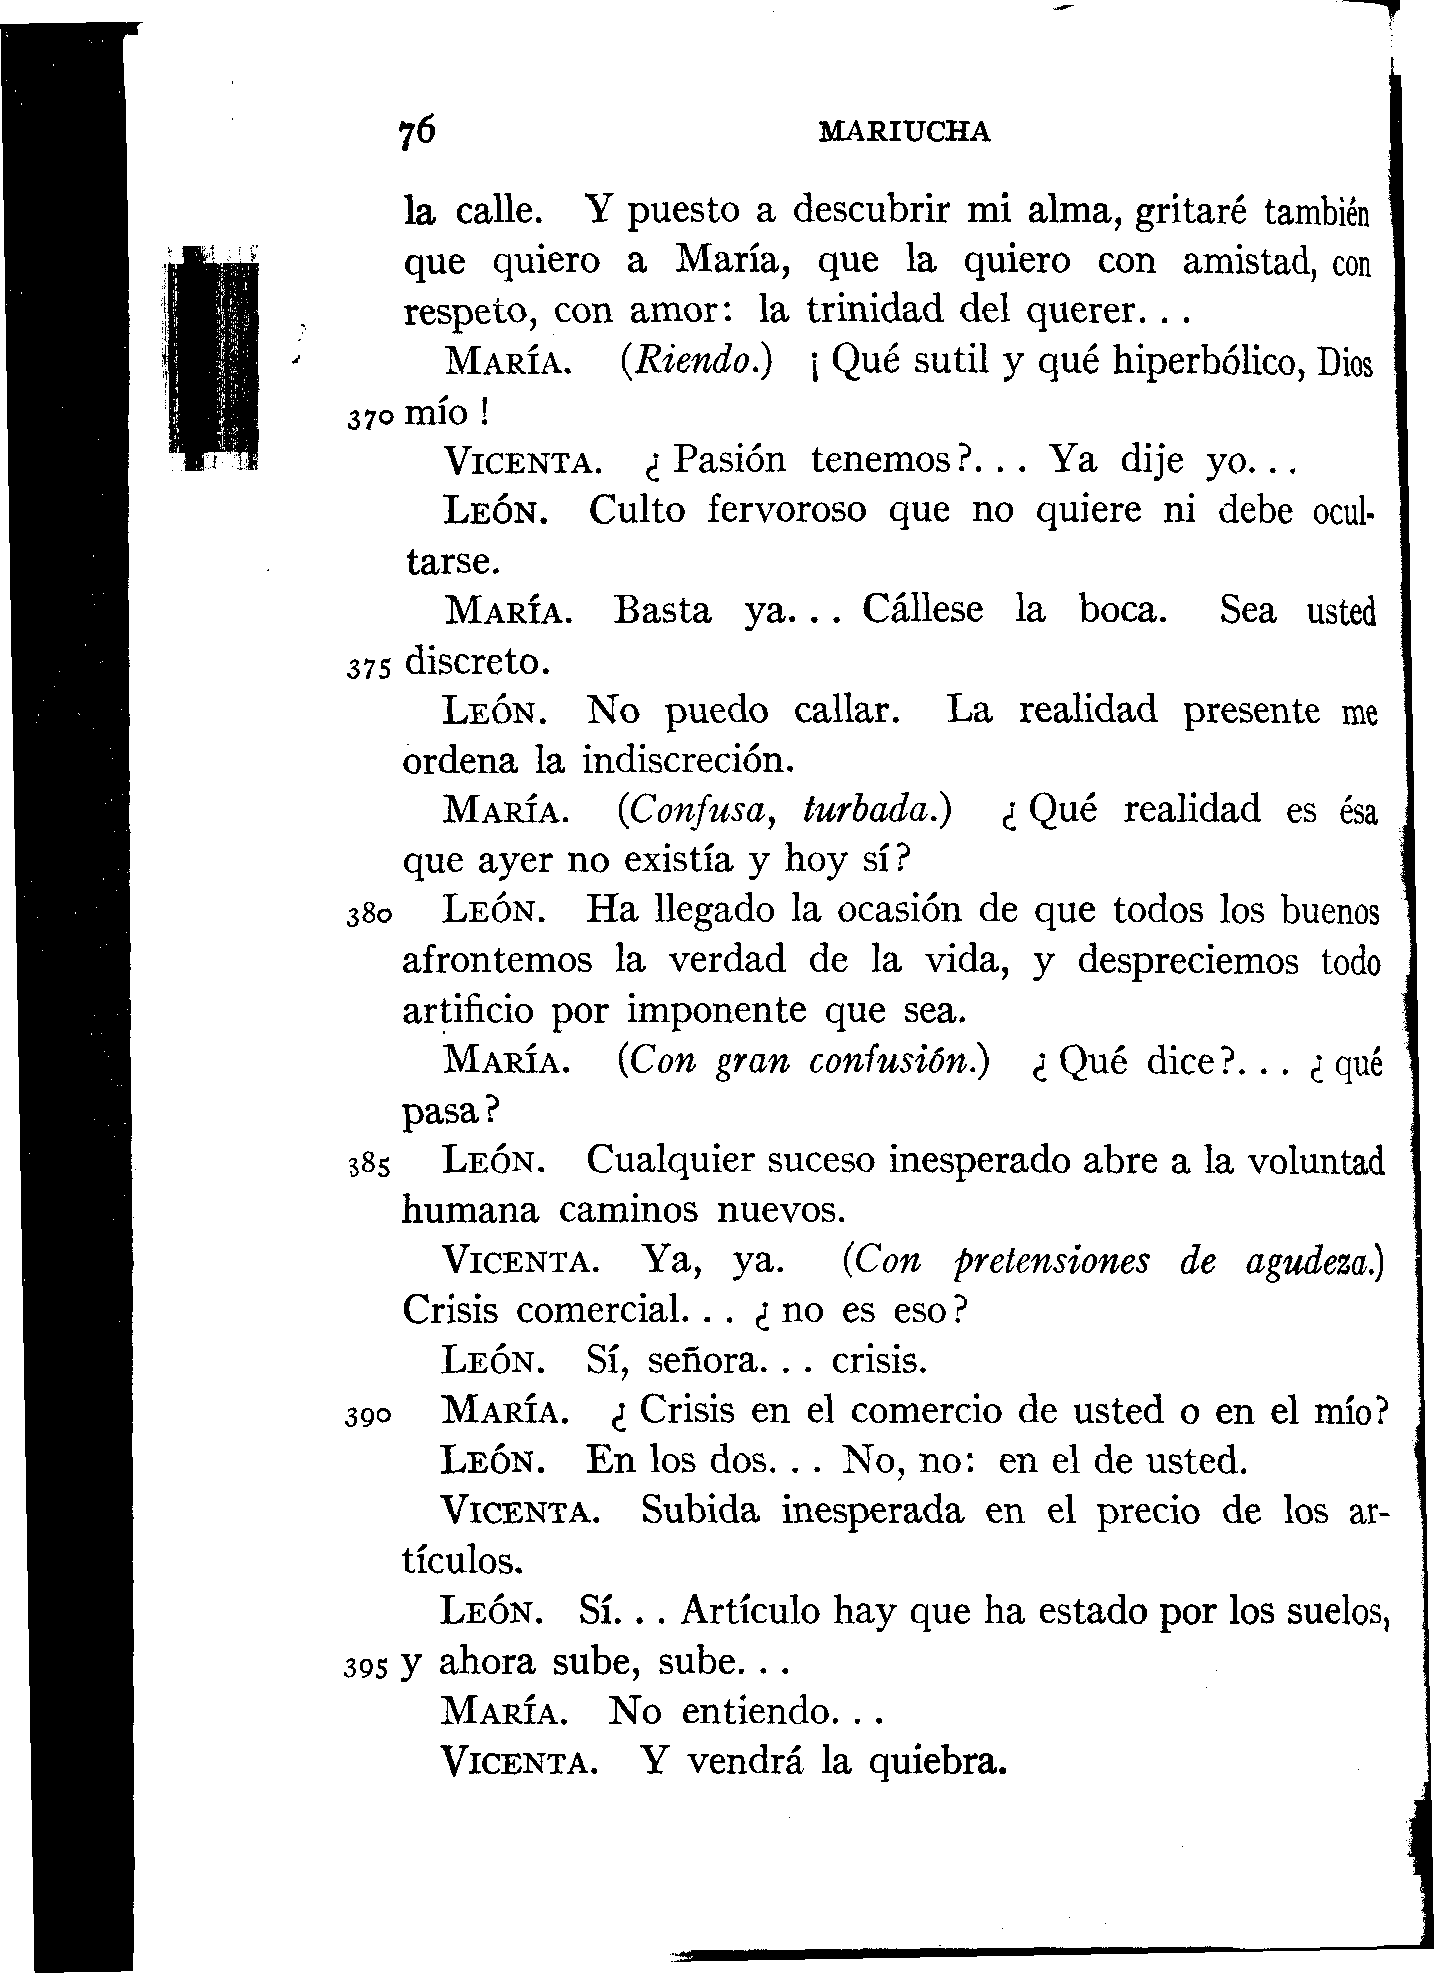 76 MARIUCHA
la calle. Y puesto a descubrir mi alma, gritaré también
que quiero a María, que la quiero con amistad, con
respeto, con amor: la trinidad del querer. . .
MARÍA. (Riendo.) ¡ Qué sutil y qué hiperbólico, Dios
370 mío !
VICENTA. ¿ Pasión tenemos?. . . Ya dije yo. . .
LEÓN. Culto fervoroso que no quiere ni debe ocul-
tarse.
MARÍA. Basta ya. . . Cállese la boca. Sea usted
375 discreto.
LEÓN. No puedo callar. La realidad presente me
ordena la indiscreción.
MARÍA. (Confusa, turbada.) ¿ Qué realidad es ésa
que ayer no existía y hoy sí?
380 LEÓN. Ha llegado la ocasión de que todos los buenos
afrontemos la verdad de la vida, y despreciemos todo
artificio por imponente que sea.
MARÍA. (Con gran confusión.) ¿ Qué dice?. . . ¿ qué
pasa?
385 LEÓN. Cualquier suceso inesperado abre a la voluntad
humana caminos nuevos.
VICENTA. Ya, ya. (Con pretensiones de agudeza.)
Crisis comercial. . . ¿ no es eso?
LEÓN. Sí, señora. . . crisis.
390 MARÍA. ¿ Crisis en el comercio de usted o en el mío?
LEÓN. En los dos. . . No, no: en el de usted.
VICENTA. Subida inesperada en el precio de los ar-
tículos.
LEÓN. Sí. . . Artículo hay que ha estado por los suelos,
395 y ahora sube, sube. . .
MARÍA. No entiendo. . .
VICENTA. Y vendrá la quiebra.